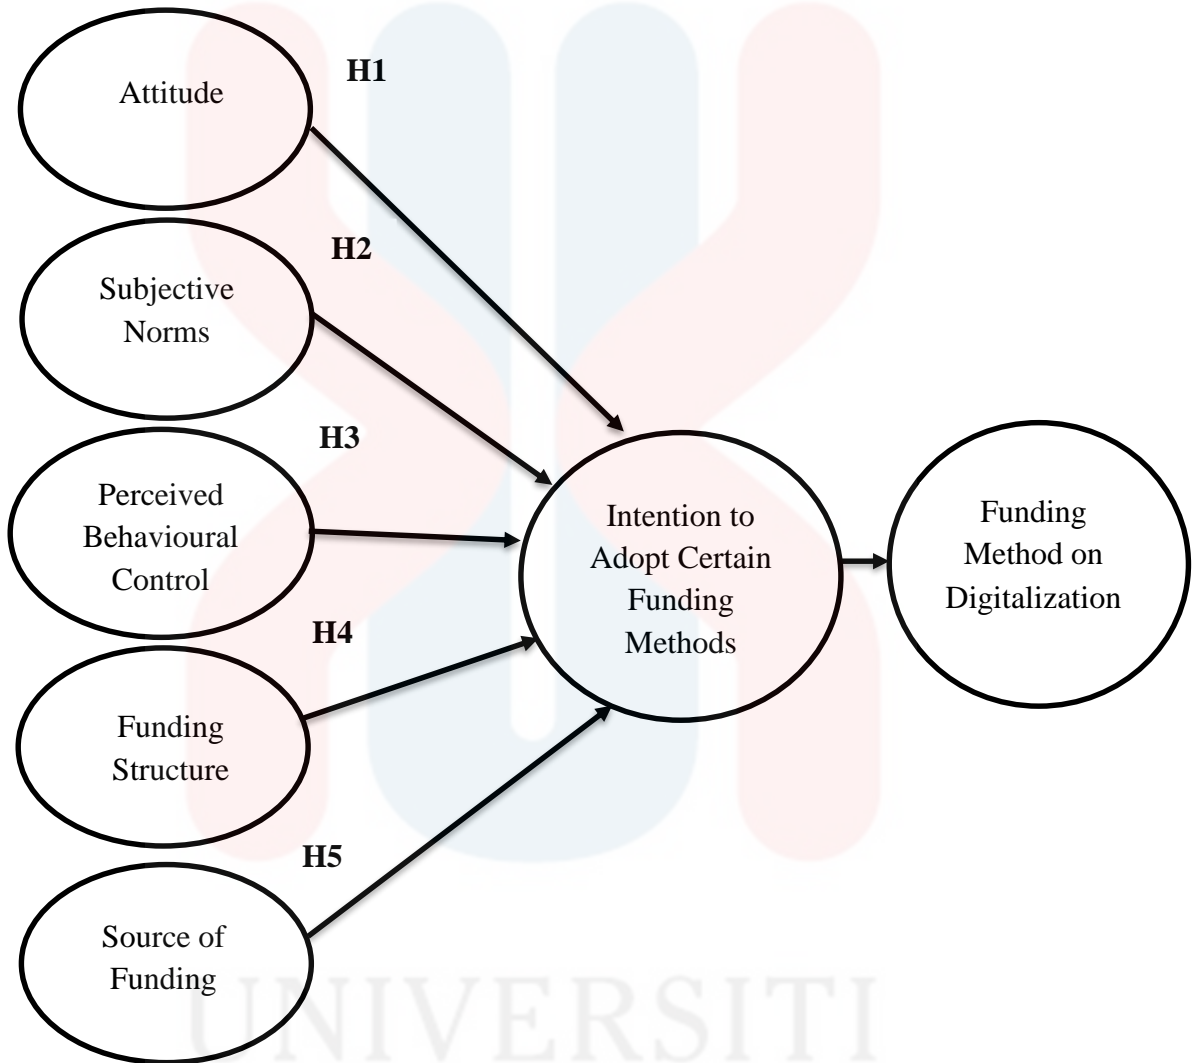 H1
Attitude
H2
Subjective
Norms
H3
Perceived
Behavioural
Control
H4
Funding
Structure
H5
Source of
Funding
Intention to
Adopt Certain
Funding
Methods
Funding
Method on
Digitalization
UNIVERSITI